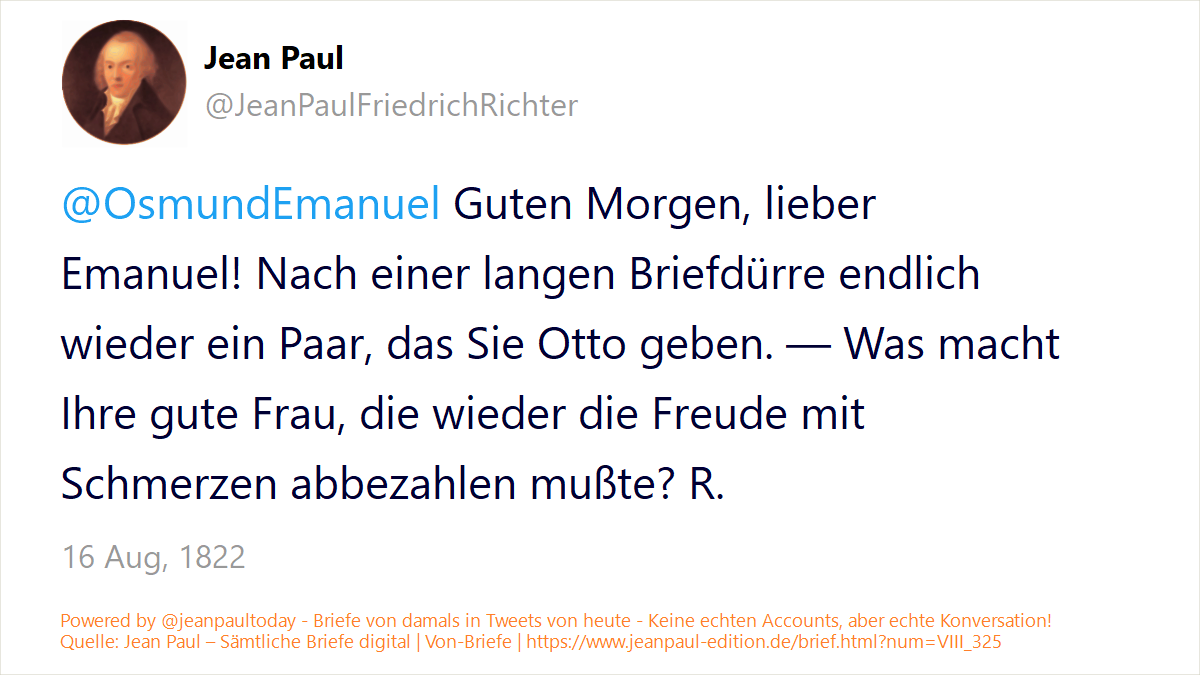 Jean Paul
@JeanPaulFriedrichRichter
@OsmundEmanuel Guten Morgen, lieber
Emanuel! Nach einer langen Briefdürre endlich
wieder ein Paar, das Sie Otto geben. — Was macht
Ihre gute Frau, die wieder die Freude mit
Schmerzen abbezahlen mußte? R.
16 Aug, 1822
Powered by @jeanpaultoday - Briefe von damals in Tweets von heute - Keine echten Accounts, aber echte Konversation!
Quelle: Jean Paul – Sämtliche Briefe digital | Von-Briefe | https://www.jeanpaul-edition.de/brief.html?num=VIII_325